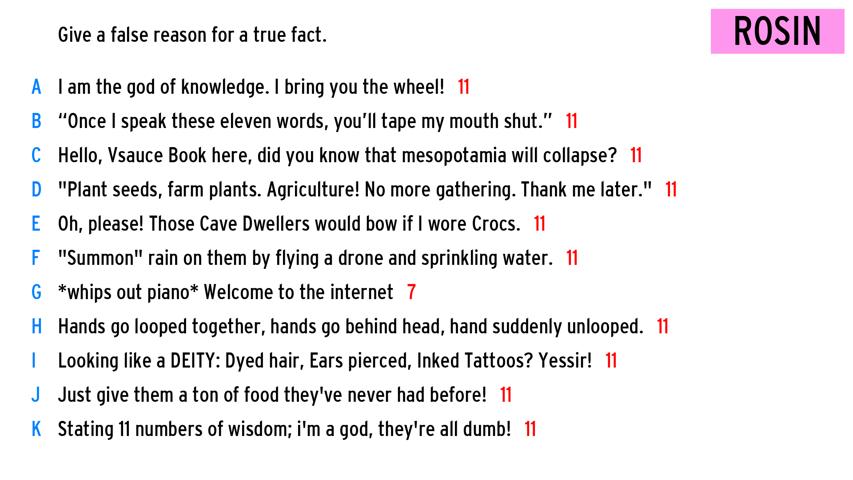 Give a false reason for a true fact.
ROSIN
A I am the god of knowledge. I bring you the wheel! 11
B “Once I speak these eleven words, you’ll tape my mouth shut.” 11
C Hello, Vsauce Book here, did you know that mesopotamia will collapse? 11
D "Plant seeds, farm plants. Agriculture! No more gathering. Thank me later." 11
E Oh, please! Those Cave Dwellers would bow if I wore Crocs. 11
F "Summon" rain on them by flying a drone and sprinkling water. 11
G *whips out piano* Welcome to the internet 7
H Hands go looped together, hands go behind head, hand suddenly unlooped. 11
I Looking like a DEITY: Dyed hair, Ears pierced, Inked Tattoos? Yessir! 11
J Just give them a ton of food they've never had before! 11
K Stating 11 numbers of wisdom; i'm a god, they're all dumb! 11